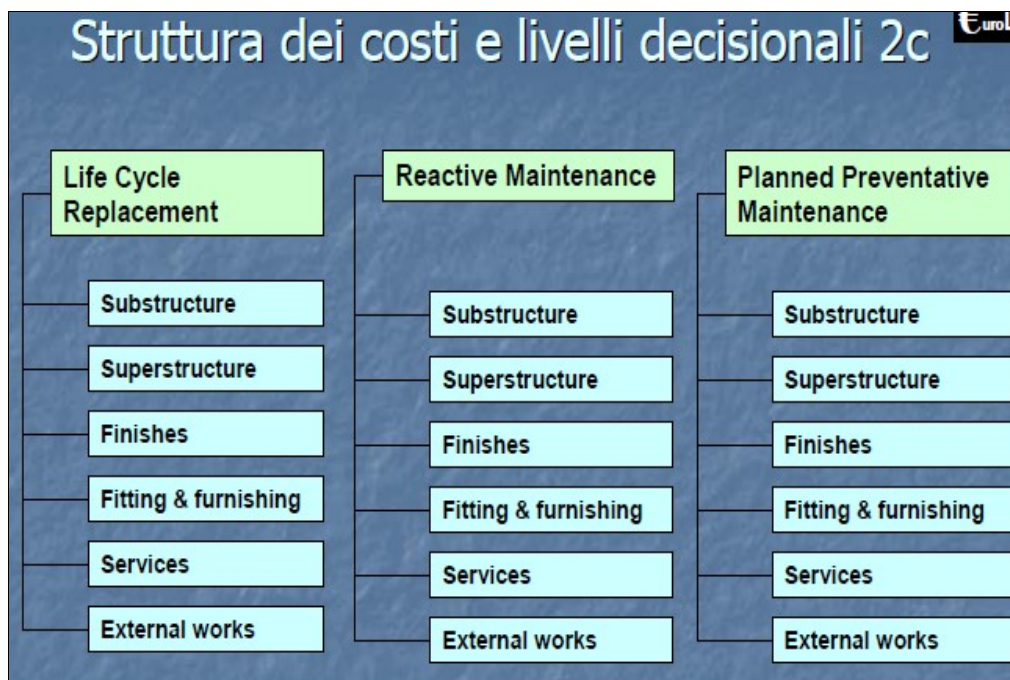 Struttura dei costi e livelli decisionali 2c
€uroL
Life Cycle
Replacement
Substructure
Superstructure
Finishes
Fitting & furnishing
Services
External works
Reactive Maintenance
Substructure
Superstructure
Finishes
Fitting & furnishing
Services
External works
Planned Preventative
Maintenance
Substructure
Superstructure
Finishes
Fitting & furnishing
Services
External works